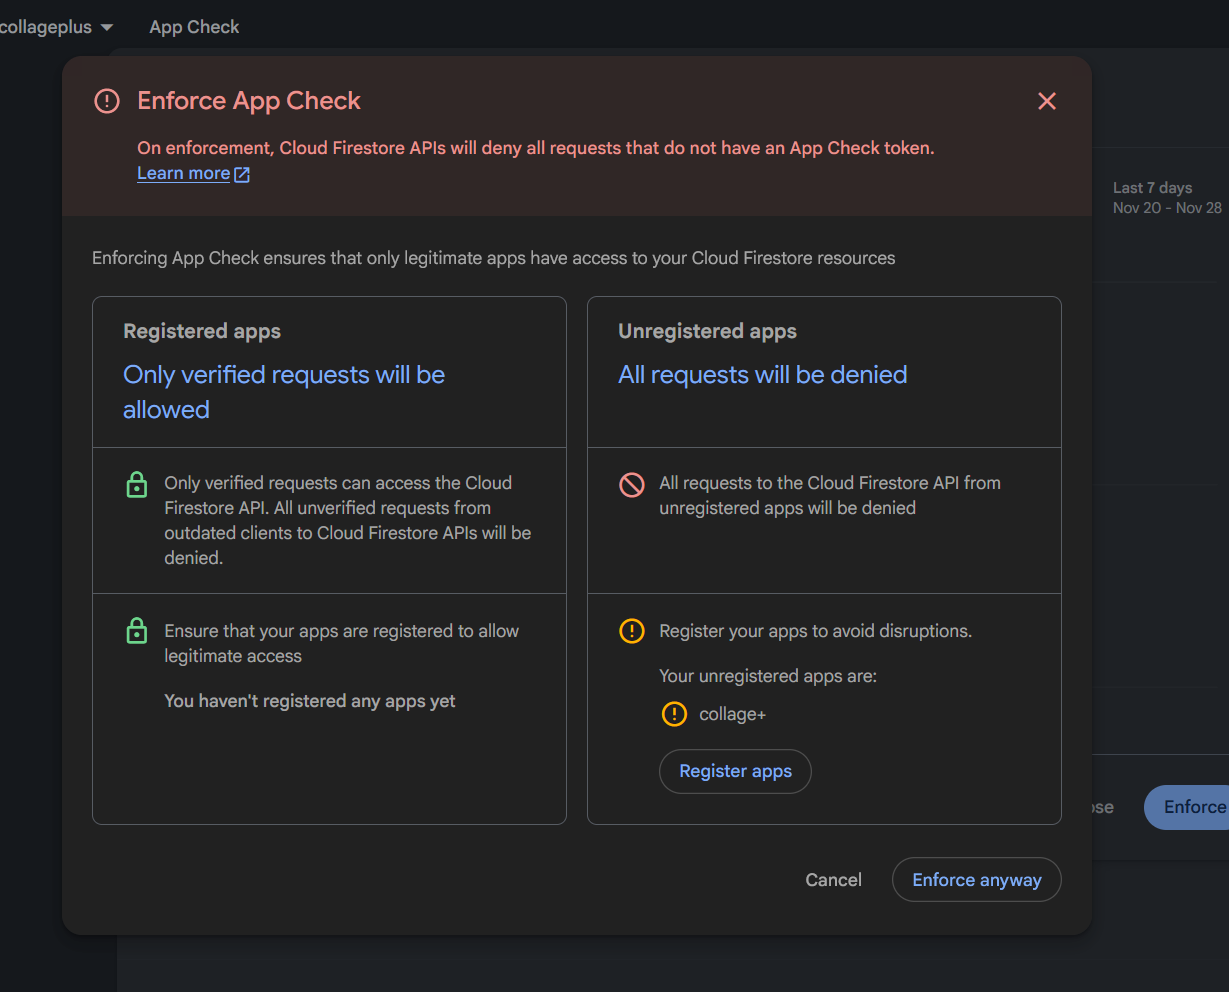 collageplus
App Check
Enforce App Check
On enforcement, Cloud Firestore APIs will deny all requests that do not have an App Check token.
Learn more
Last 7 days
Nov 20 - Nov 28
Enforcing App Check ensures that only legitimate apps have access to your Cloud Firestore resources
Registered apps
Only verified requests will be
allowed
Only verified requests can access the Cloud
Firestore API. All unverified requests from
outdated clients to Cloud Firestore APIs will be
denied.
Ensure that your apps are registered to allow
legitimate access
You haven't registered any apps yet
Unregistered apps
All requests will be denied
All requests to the Cloud Firestore API from
unregistered apps will be denied
Register your apps to avoid disruptions.
Your unregistered apps are:
collage+
Register apps
Enforce
Cancel
Enforce anyway